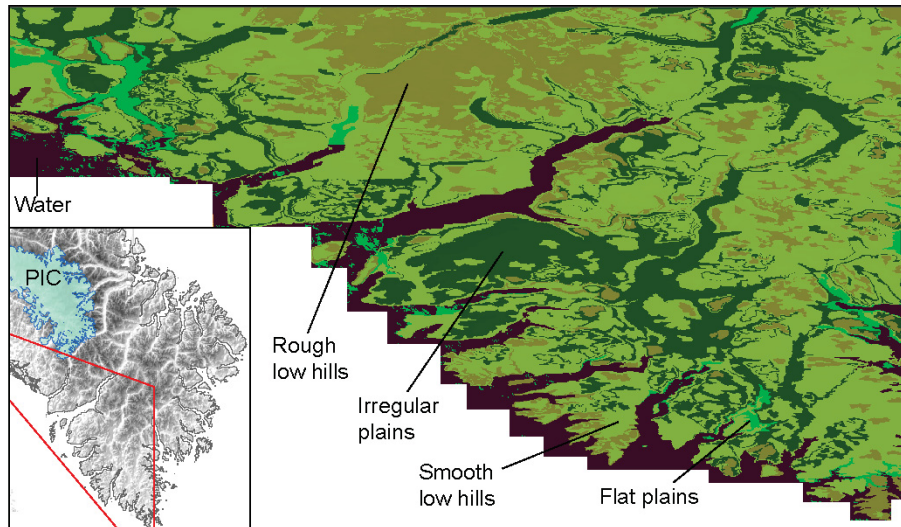 Water
PIC
Rough
low hills
Irregular
plains
Smooth
low hills
Flat plains